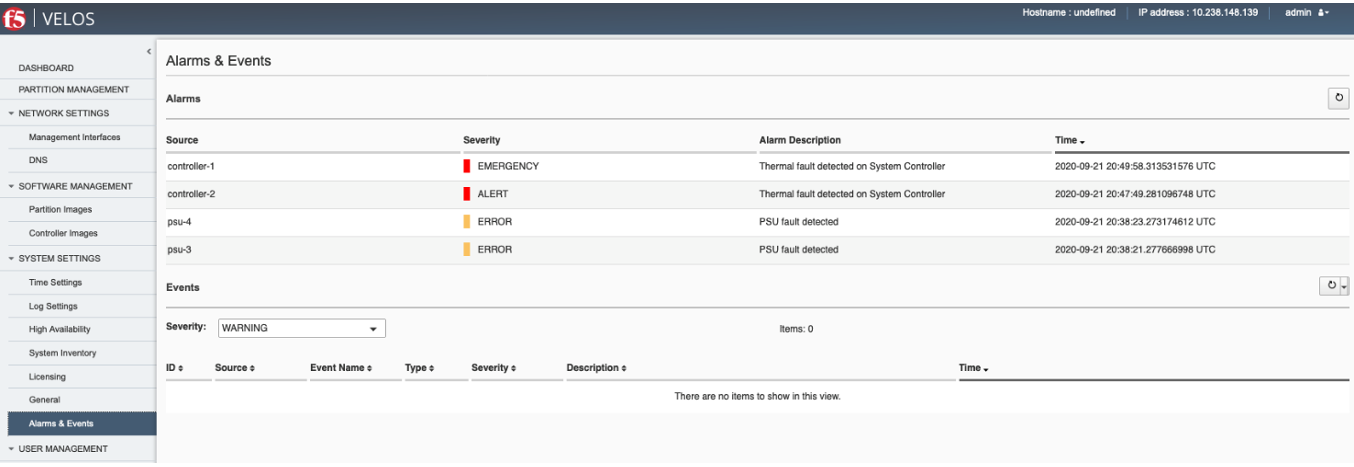 f5 VELOS Hostname : undefined IP address : 10.238.148.139 admin
DASHBOARD
PARTITION MANAGEMENT
NETWORK SETTINGS
Management Interfaces
DNS
SOFTWARE MANAGEMENT
Partition Images
Controller Images
SYSTEM SETTINGS
Time Settings
Log Settings
High Availability
System Inventory
Licensing
General
Alarms & Events
USER MANAGEMENT
Alarms & Events
Alarms
Source Severity Alarm Description Time
controller-1 EMERGENCY Thermal fault detected on System Controller 2020-09-21 20:49:58.313531576 UTC
controller-2 ALERT Thermal fault detected on System Controller 2020-09-21 20:47:49.281096748 UTC
psu-4 ERROR PSU fault detected 2020-09-21 20:38:23.273174612 UTC
psu-3 ERROR PSU fault detected 2020-09-21 20:38:21.277666998 UTC
Events
Severity: WARNING Items: 0
ID Source Event Name Type Severity Description Time
There are no items to show in this view.